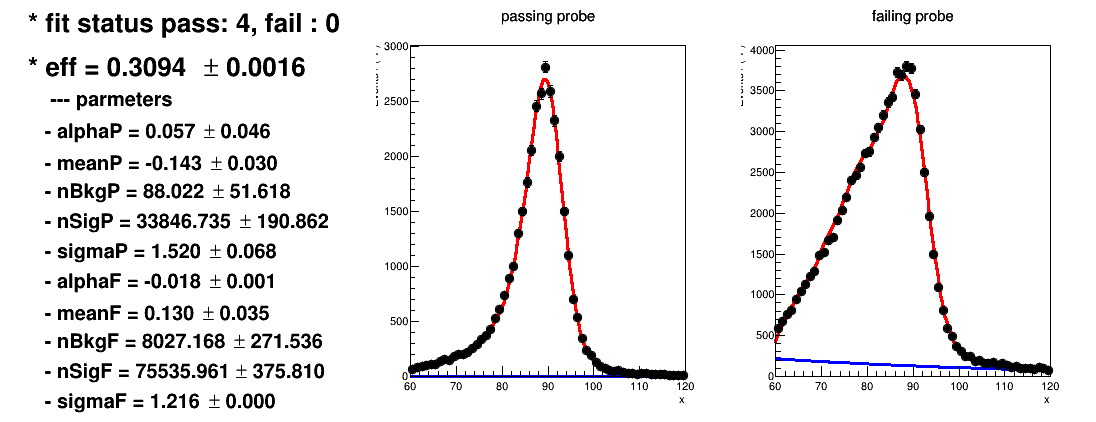 * fit status pass: 4, fail : 0
* eff = 0.3094 ± 0.0016
--- parmeters
- alphaP = 0.057 ± 0.046
- meanP = -0.143 ± 0.030
- nBkgP = 88.022 ± 51.618
- nSigP = 33846.735 ± 190.862
- sigmaP = 1.520 ± 0.068
- alphaF = -0.018 ± 0.001
- meanF = 0.130 ± 0.035
- nBkgF = 8027.168 ± 271.536
- nSigF = 75535.961 ± 375.810
- sigmaF = 1.216 ± 0.000
passing probe
3000
2500
2000
1500
1000
500
0
60 70 80 90 100 110 120
x
failing probe
4000
3500
3000
2500
2000
1500
1000
500
0
60 70 80 90 100 110 120
x